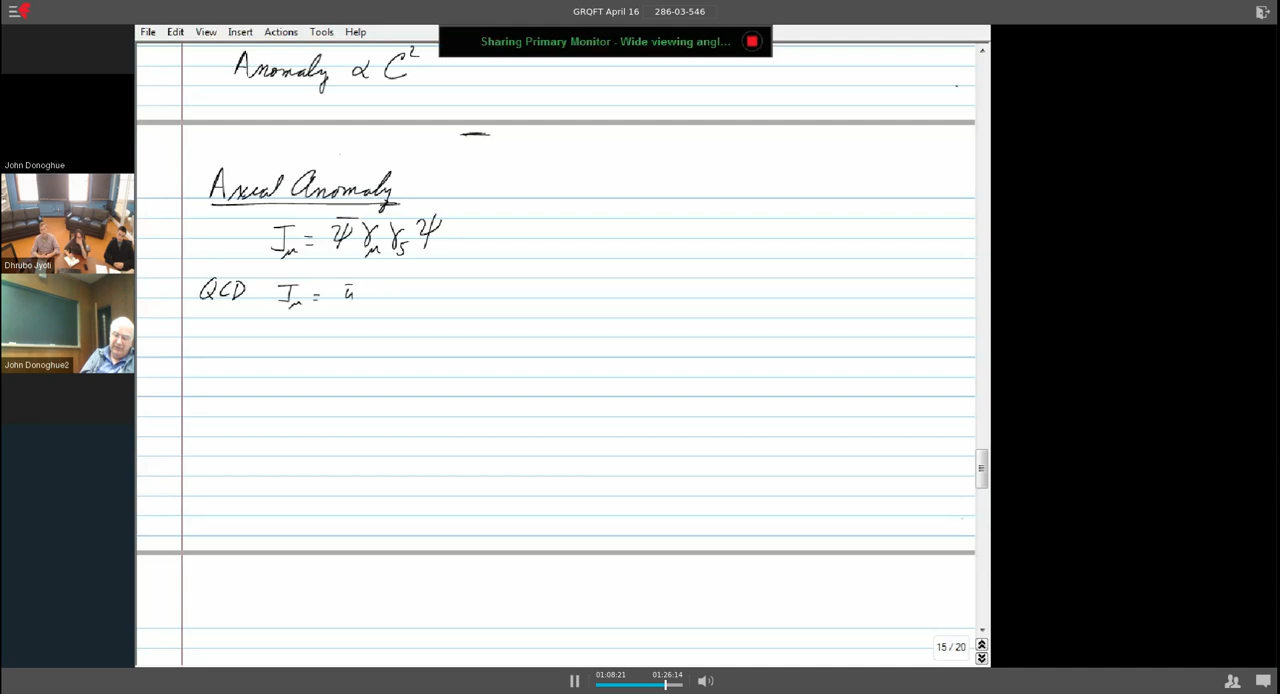 GRQFT April 16 286-03-546
File Edit View Insert Actions Tools Help
Sharing Primary Monitor - Wide viewing angl...
Anomaly ∝ C²
Axial Anomaly
J_μ = ψ̄ γ_μ γ_5 ψ
QCD J_μ = ū
John Donoghue
Dhrubo Jyoti
John Donoghue2
15 / 20
01:08:21 01:26:14